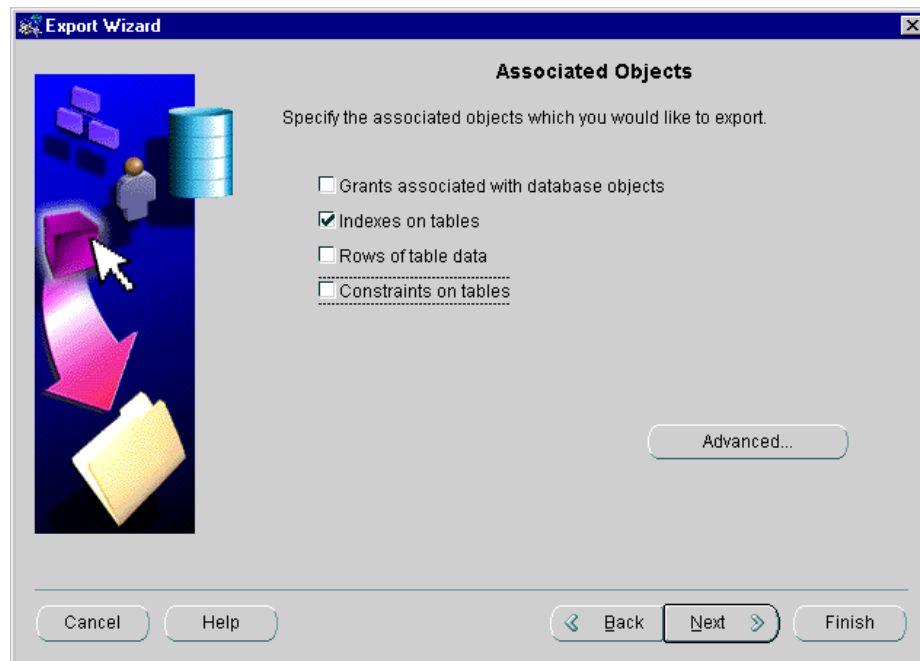 Export Wizard
Associated Objects
Specify the associated objects which you would like to export.
Grants associated with database objects
Indexes on tables
Rows of table data
Constraints on tables
Advanced...
Cancel Help Back Next Finish